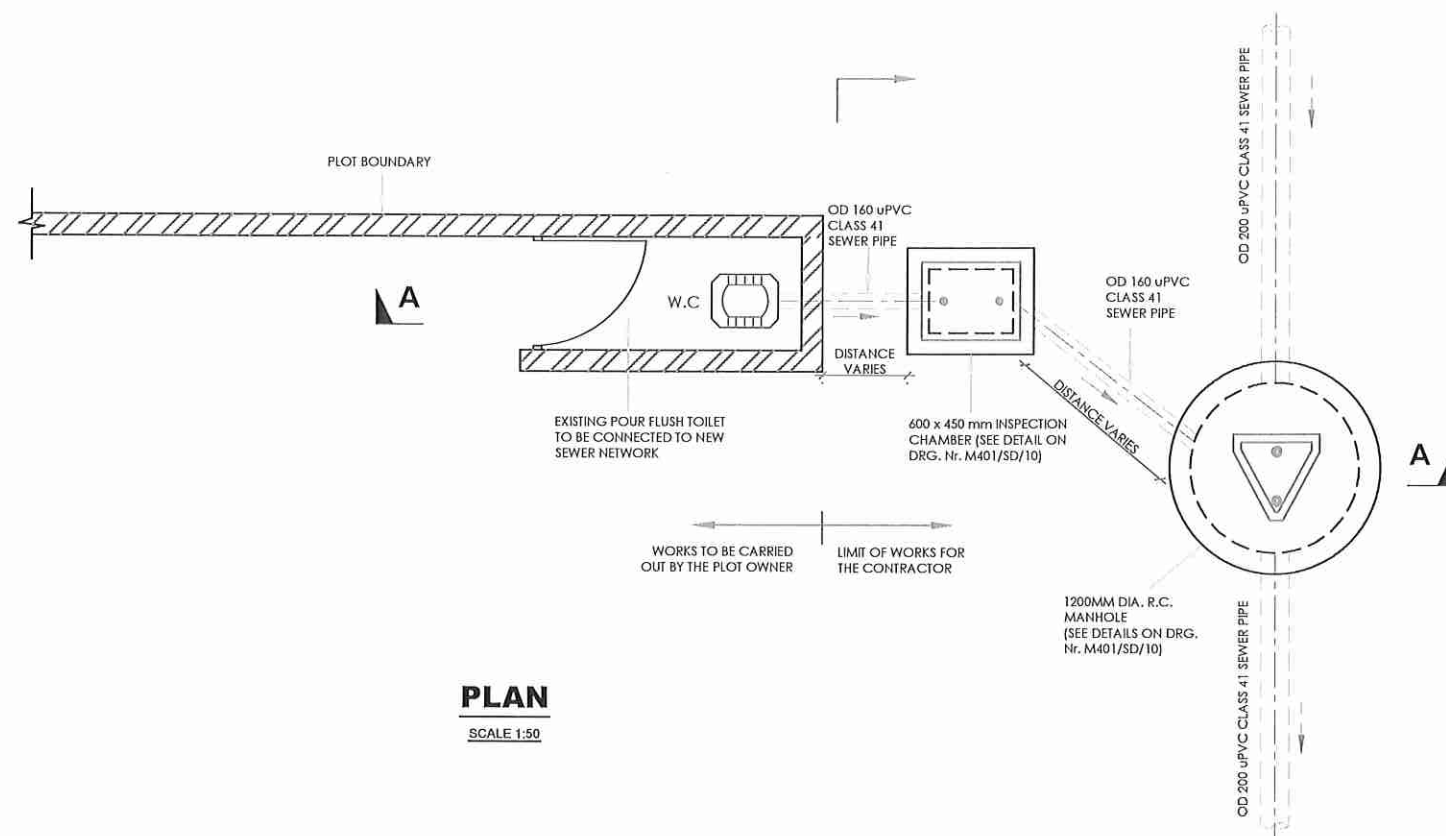 OD 200 uPVC CLASS 41 SEWER PIPE
PLOT BOUNDARY
OD 160 uPVC
CLASS 41
SEWER PIPE
A
W.C
OD 160 uPVC
CLASS 41
SEWER PIPE
DISTANCE
VARIES
DISTANCE VARIES
EXISTING POUR FLUSH TOILET
TO BE CONNECTED TO NEW
SEWER NETWORK
600 x 450 mm INSPECTION
CHAMBER (SEE DETAIL ON
DRG. Nr. M401/SD/10)
A
WORKS TO BE CARRIED
OUT BY THE PLOT OWNER
LIMIT OF WORKS FOR
THE CONTRACTOR
1200MM DIA. R.C.
MANHOLE
(SEE DETAILS ON DRG.
Nr. M401/SD/10)
OD 200 uPVC CLASS 41 SEWER PIPE
PLAN
SCALE 1:50